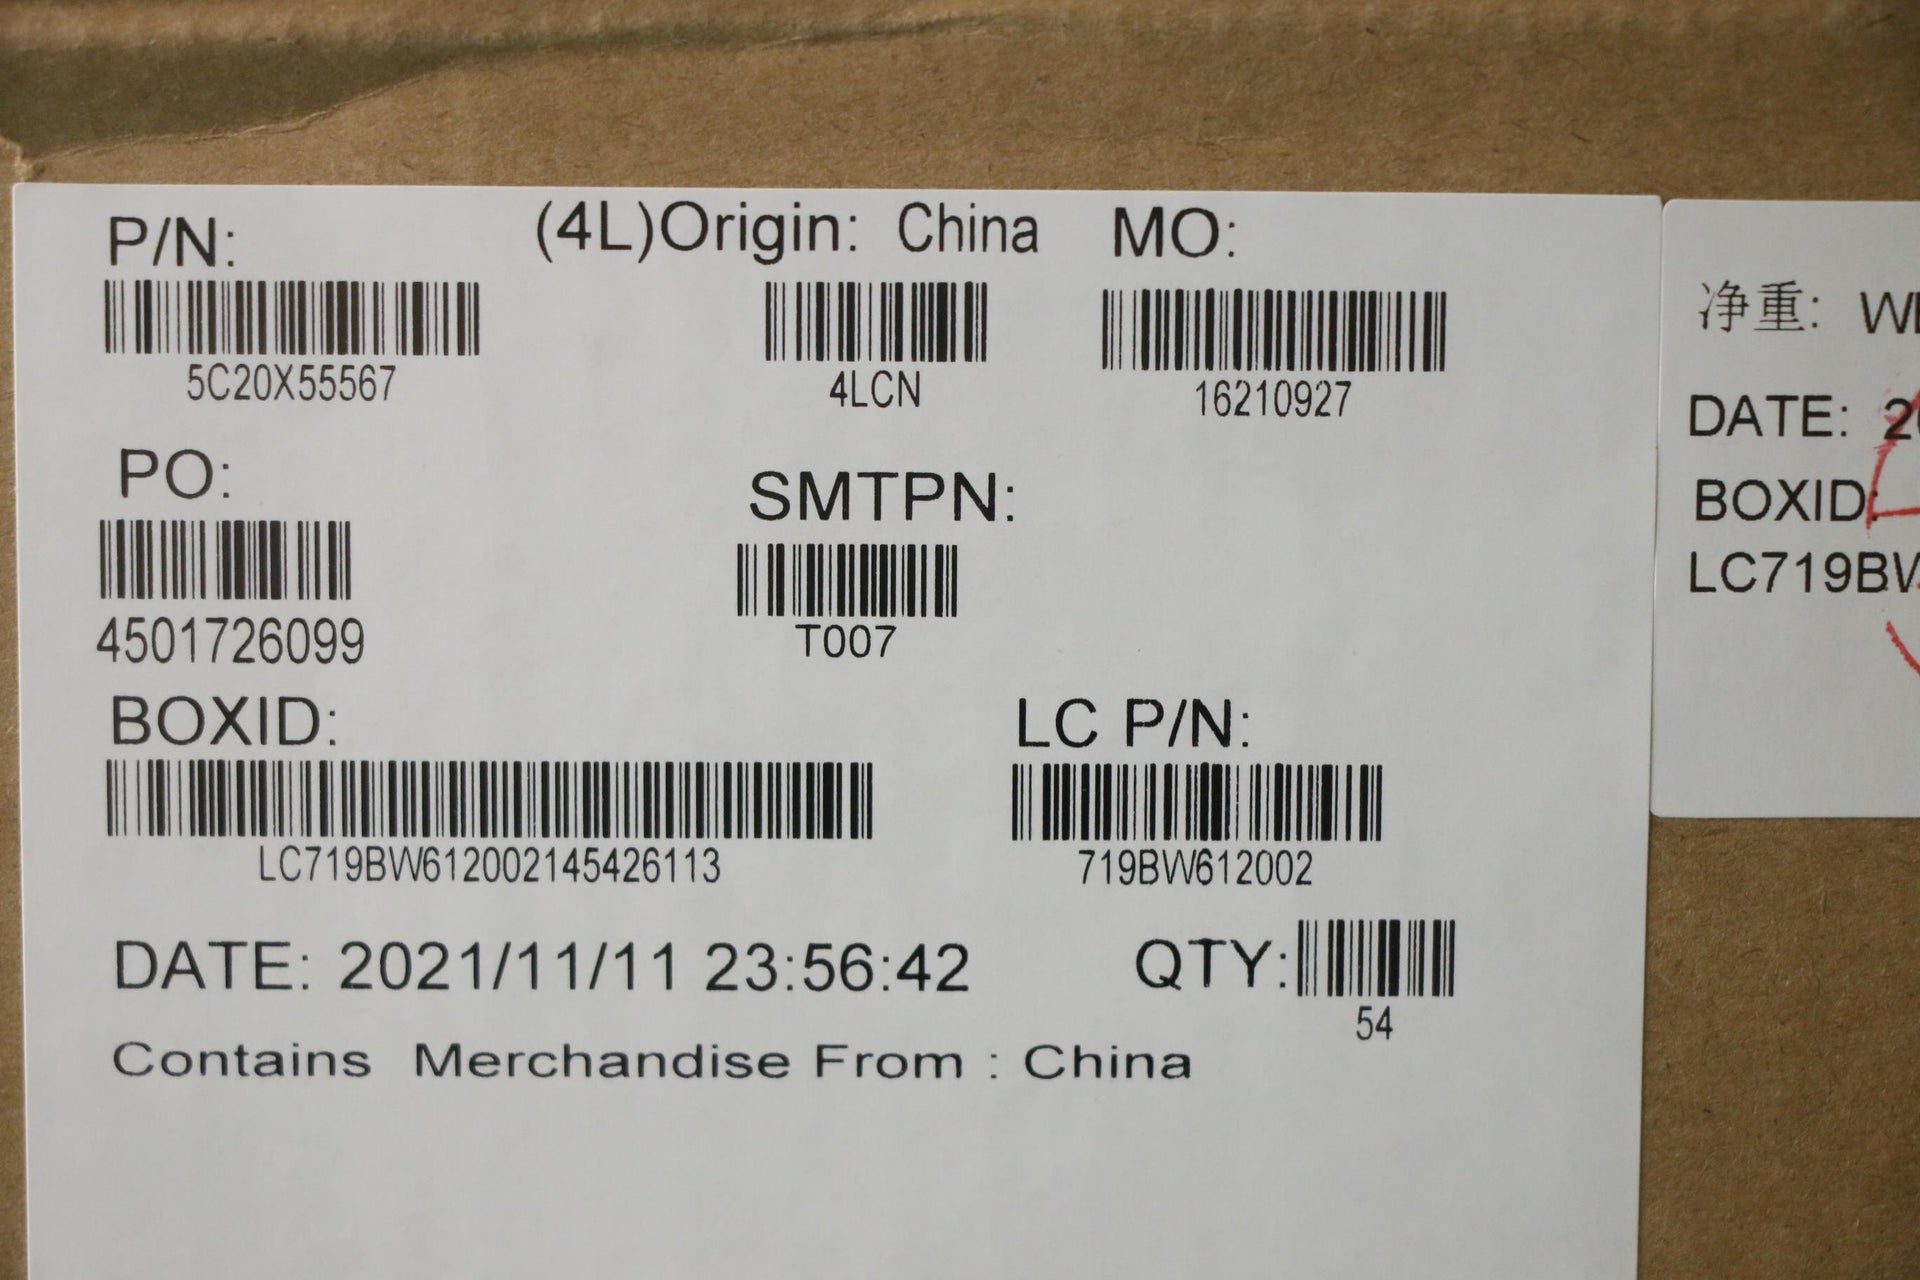 P/N:
(4L)Origin: China
MO:
5C20X55567
4LCN
16210927
PO:
SMTPN:
4501726099
T007
BOXID:
LC P/N:
LC719BW612002145426113
719BW612002
DATE: 2021/11/11 23:56:42
QTY:
54
Contains Merchandise From : China
净重:
DATE:
BOXID:
LC719BW